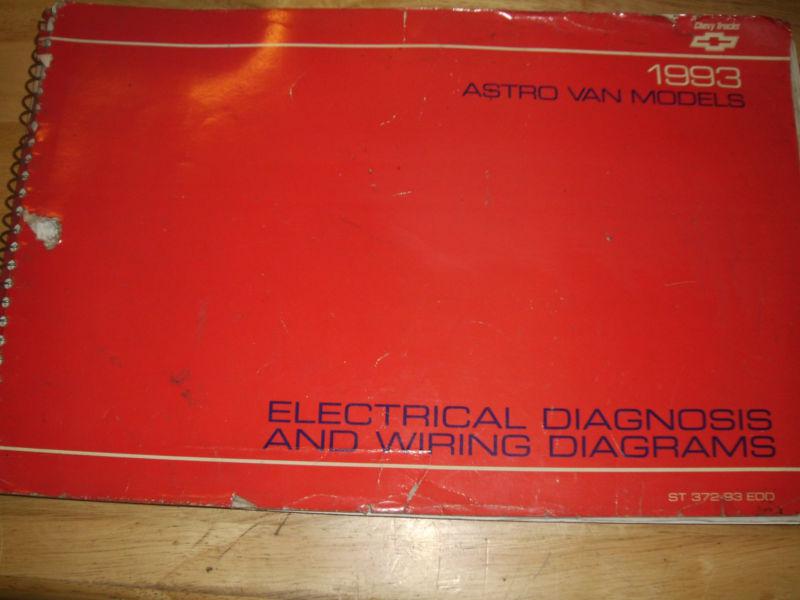 Chevy Trucks
1993
ASTRO VAN MODELS
ELECTRICAL DIAGNOSIS
AND WIRING DIAGRAMS
ST 372-93 EDD